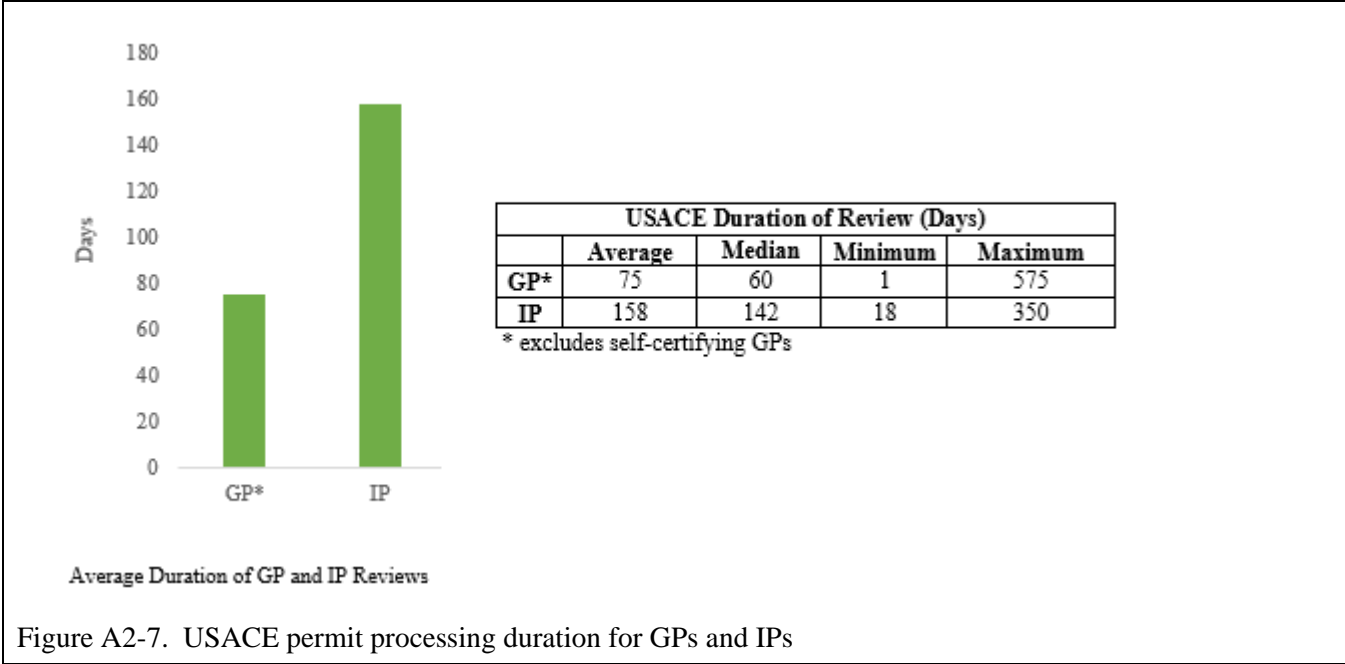 180
160
140
120
100
80
60
40
20
0
Days
GP* IP
Average Duration of GP and IP Reviews
USACE Duration of Review (Days)
Average Median Minimum Maximum
GP* 75 60 1 575
IP 158 142 18 350
* excludes self-certifying GPs
Figure A2-7. USACE permit processing duration for GPs and IPs